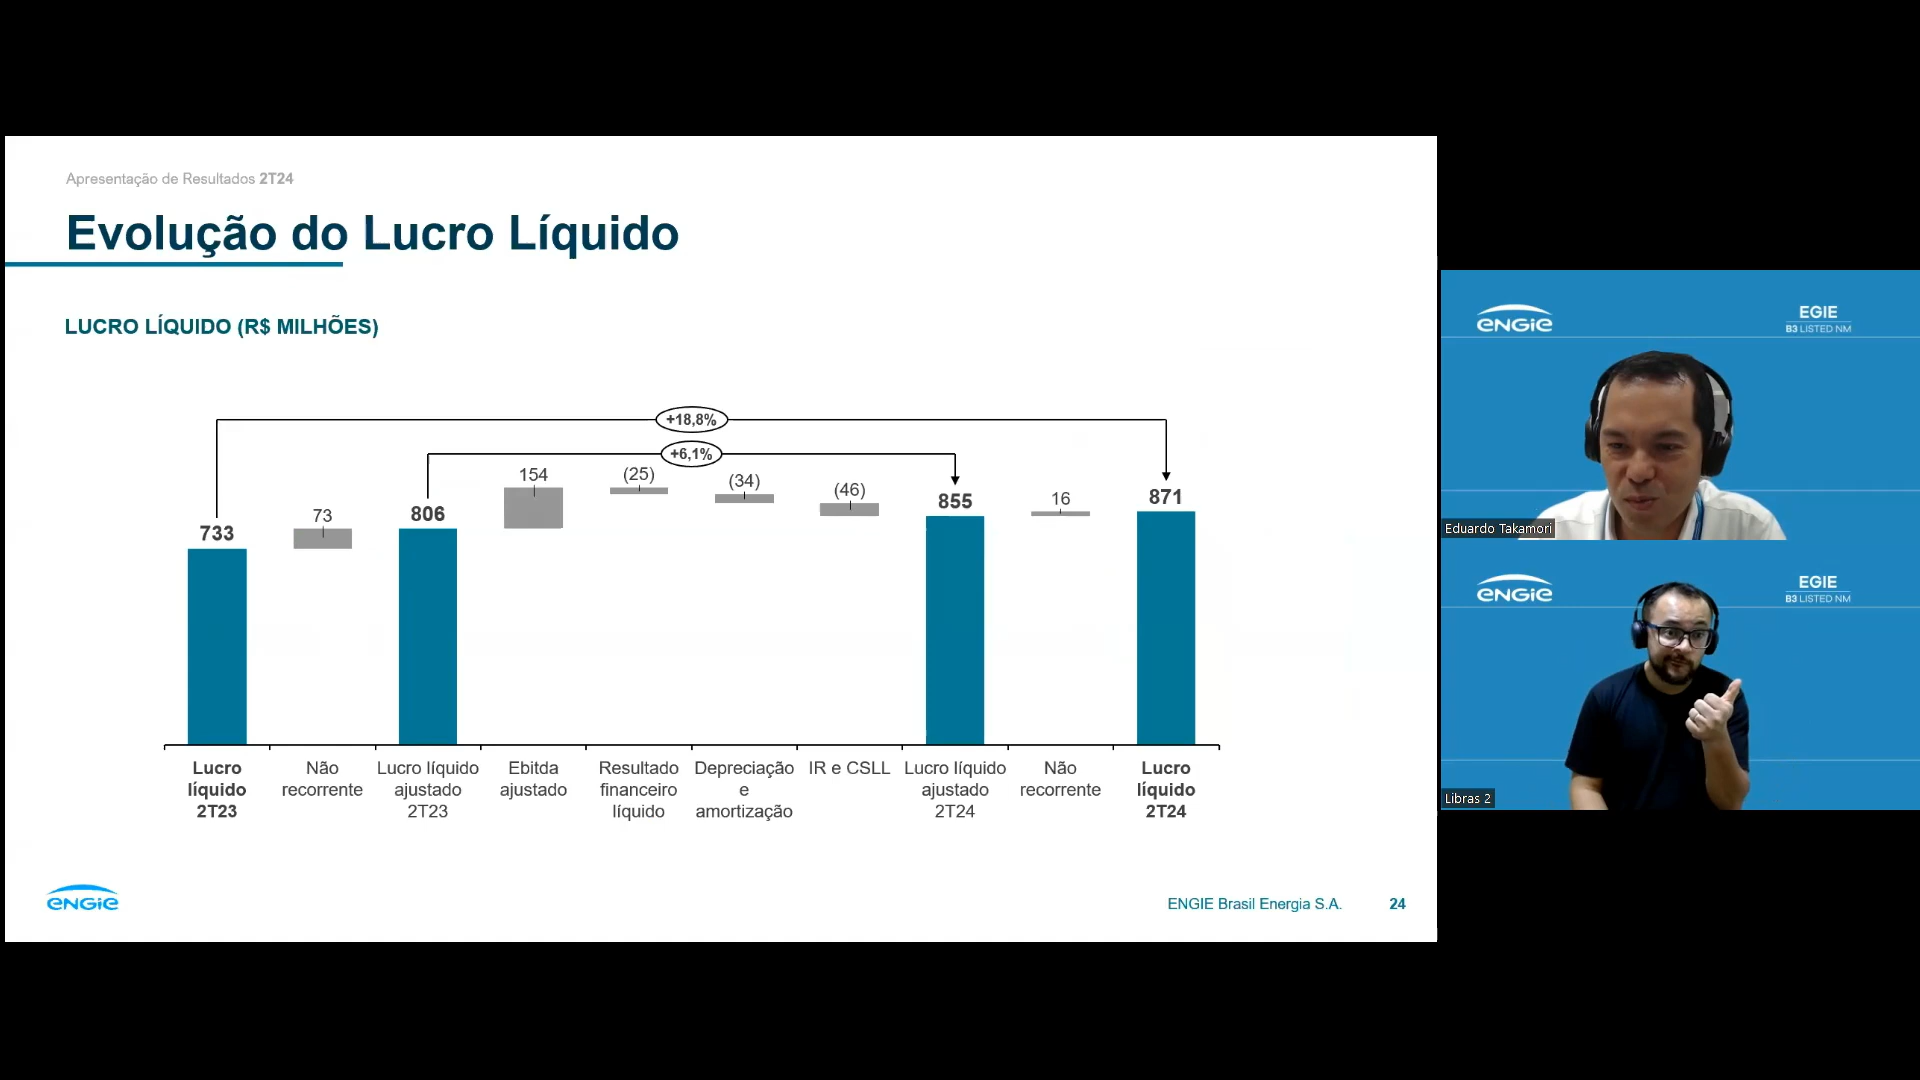 Apresentação de Resultados 2T24
Evolução do Lucro Líquido
LUCRO LÍQUIDO (R$ MILHÕES)
+18,8%
+6,1%
733
73
806
154
(25)
(34)
(46)
855
16
871
Lucro
líquido
2T23
Não
recorrente
Lucro líquido
ajustado
2T23
Ebitda
ajustado
Resultado
financeiro
líquido
Depreciação
e
amortização
IR e CSLL
Lucro líquido
ajustado
2T24
Não
recorrente
Lucro
líquido
2T24
ENGIE
ENGIE Brasil Energia S.A.
24
ENGIE
EGIE
B3 LISTED NM
Eduardo Takamori
ENGIE
EGIE
B3 LISTED NM
Libras 2